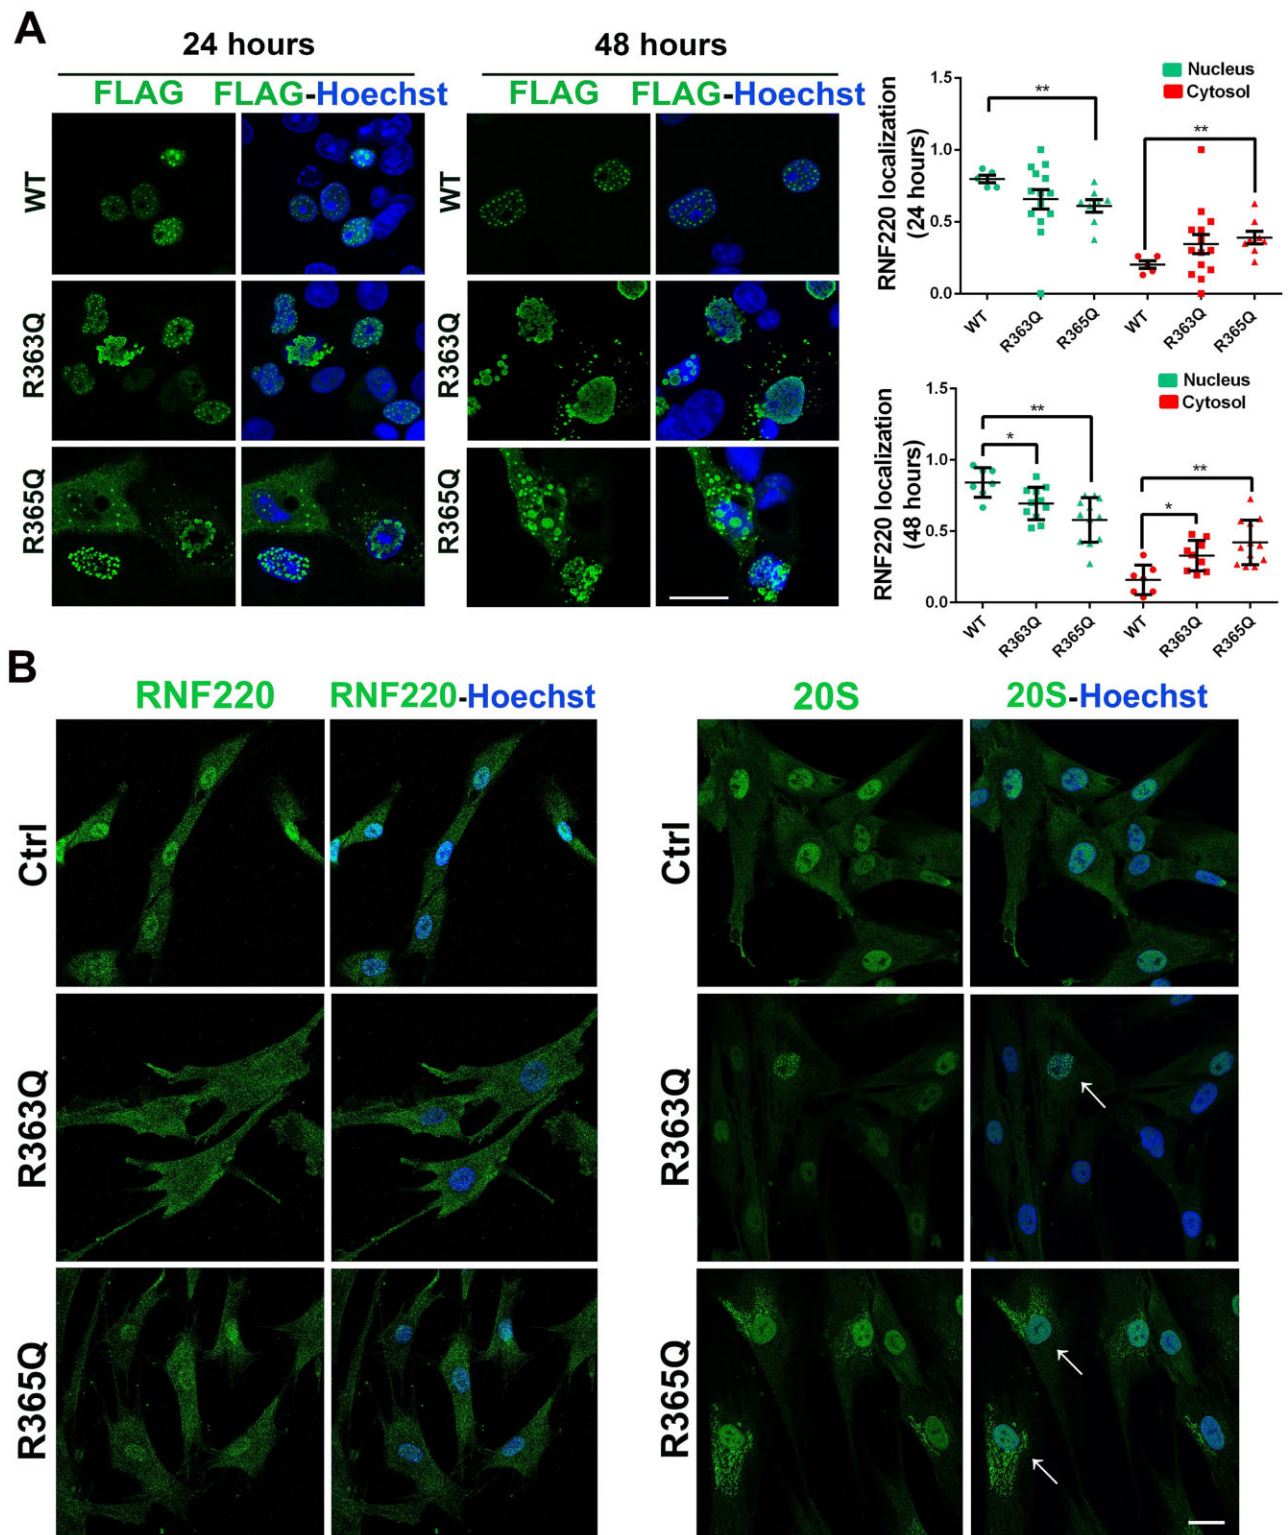 A
24 hours
48 hours
FLAG
FLAG-Hoechst
FLAG
FLAG-Hoechst
WT
R363Q
R365Q
WT
R363Q
R365Q
RNF220 localization
(24 hours)
Nucleus
Cytosol
1.5
1.0
0.5
0.0
**
**
WT
R363Q
R365Q
WT
R363Q
R365Q
RNF220 localization
(48 hours)
Nucleus
Cytosol
1.5
1.0
0.5
0.0
**
*
**
*
WT
R363Q
R365Q
WT
R363Q
R365Q
B
RNF220
RNF220-Hoechst
20S
20S-Hoechst
Ctrl
R363Q
R365Q
Ctrl
R363Q
R365Q